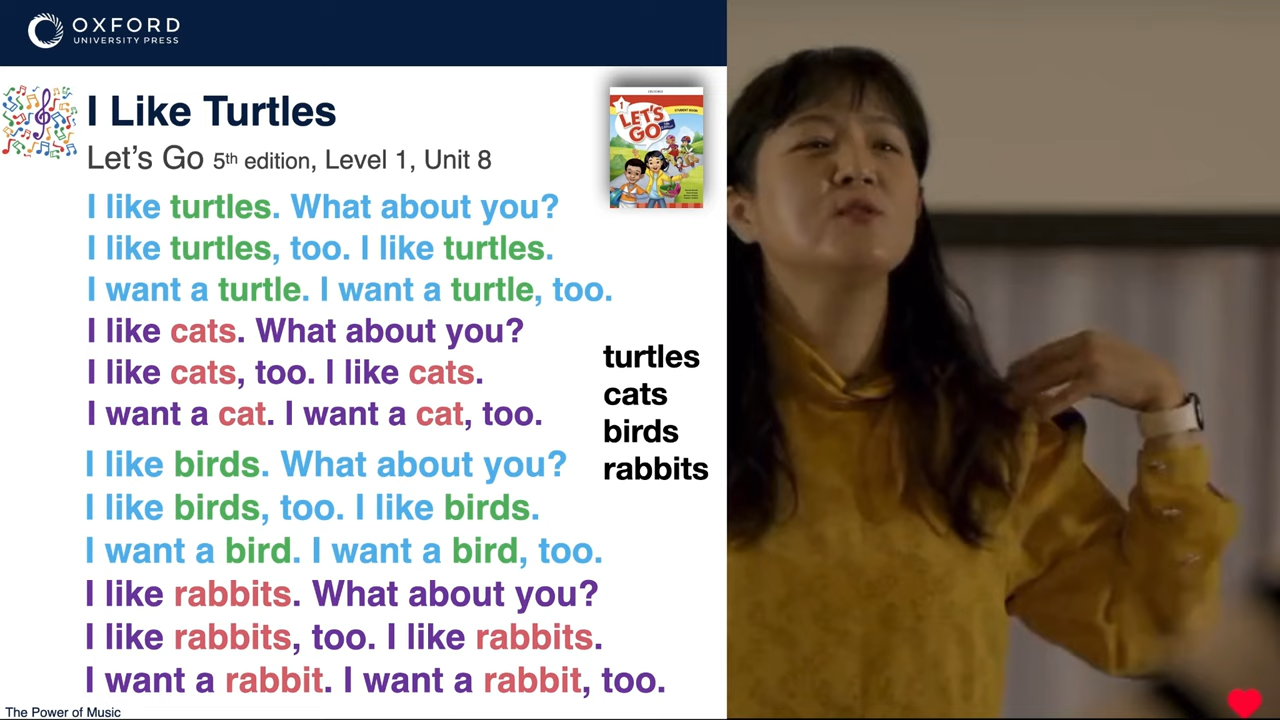 OXFORD
UNIVERSITY PRESS
I Like Turtles
Let's Go 5th edition, Level 1, Unit 8
1
LET'S
GO
I like turtles. What about you?
I like turtles, too. I like turtles.
I want a turtle. I want a turtle, too.
I like cats. What about you?
I like cats, too. I like cats.
I want a cat. I want a cat, too.
I like birds. What about you?
I like birds, too. I like birds.
I want a bird. I want a bird, too.
I like rabbits. What about you?
I like rabbits, too. I like rabbits.
I want a rabbit. I want a rabbit, too.
turtles
cats
birds
rabbits
The Power of Music